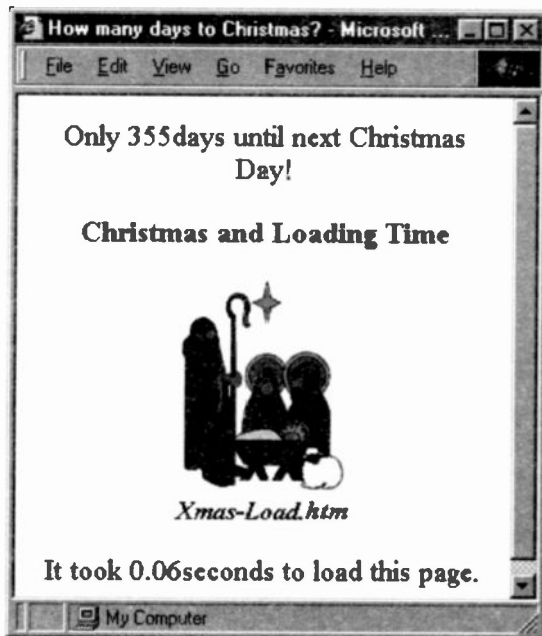 How many days to Christmas? - Microsoft ...
File Edit View Go Favorites Help
Only 355days until next Christmas
Day!
Christmas and Loading Time
Xmas-Load.htm
It took 0.06seconds to load this page.
My Computer